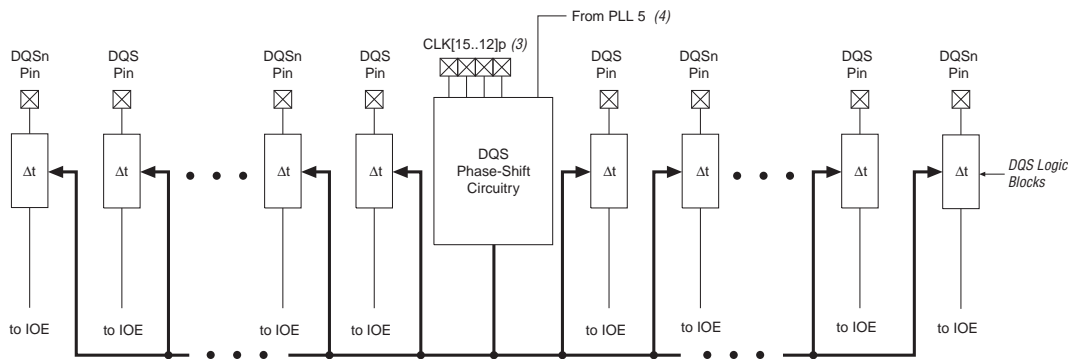 From PLL 5 (4)
CLK[15..12]p (3)
DQSn
Pin
DQS
Pin
DQSn
Pin
DQS
Pin
DQS
Pin
DQSn
Pin
DQS
Pin
DQSn
Pin
Δt
Δt
Δt
Δt
DQS
Phase-Shift
Circuitry
Δt
Δt
Δt
Δt
DQS Logic
Blocks
to IOE
to IOE
to IOE
to IOE
to IOE
to IOE
to IOE
to IOE